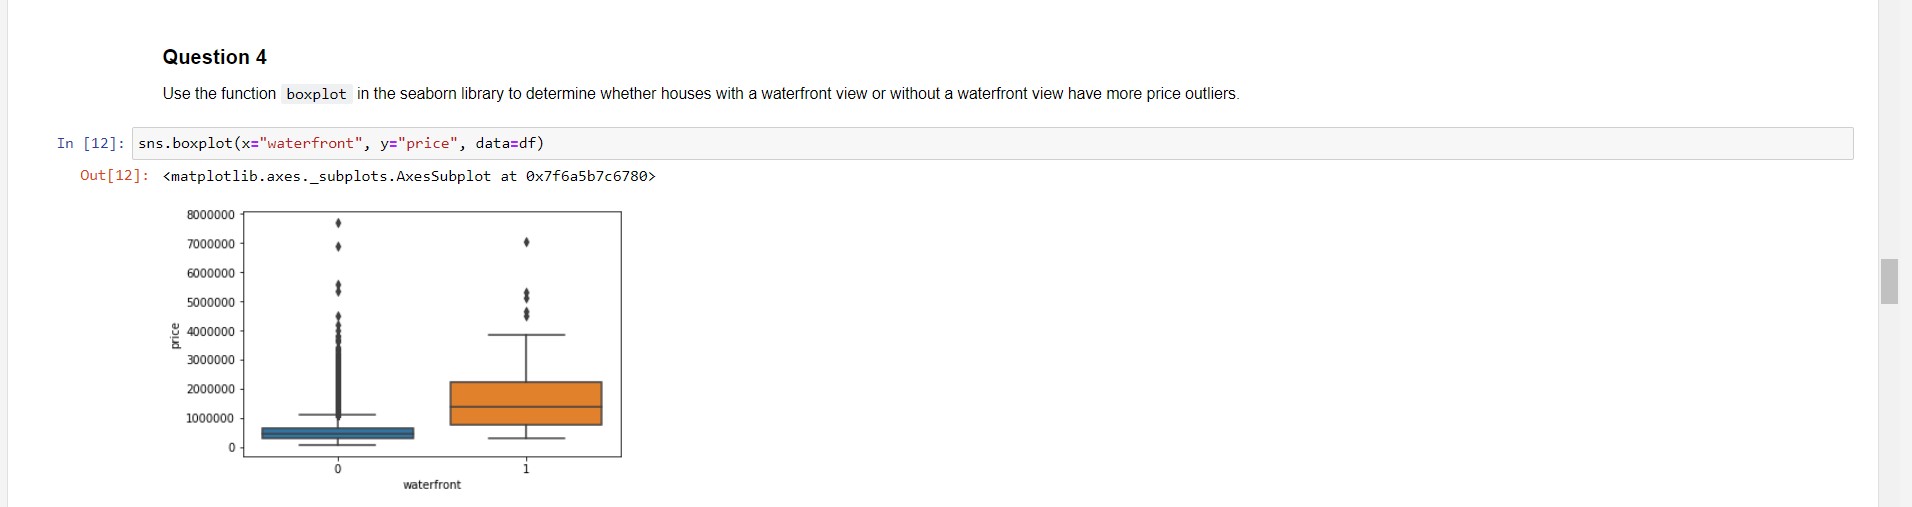 Question 4
Use the function boxplot in the seaborn library to determine whether houses with a waterfront view or without a waterfront view have more price outliers.
In [12]: sns.boxplot(x="waterfront", y="price", data=df)
Out[12]: <matplotlib.axes._subplots.AxesSubplot at 0x7f6a5b7c6780>
8000000
7000000
6000000
5000000
4000000
3000000
2000000
1000000
0
price
0 1
waterfront